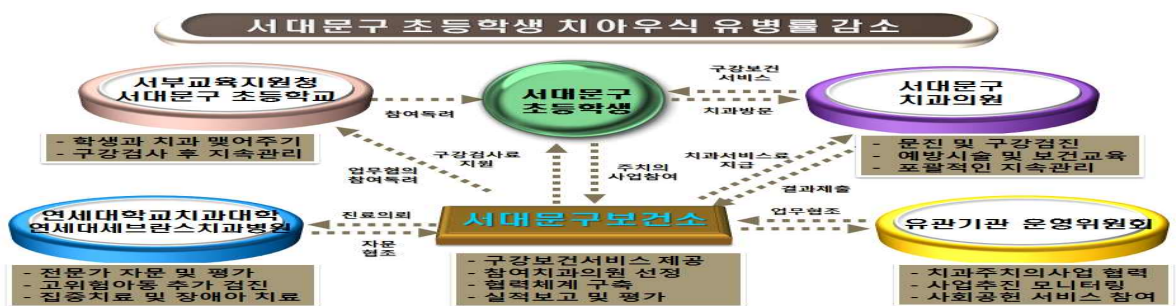 서대문구 초등학생 치아우식 유병률 감소
서부교육지원청
서대문구 초등학교
- 학생과 치과 맺어주기
- 구강검사 후 지속관리
참여독려
서대문구
초등학생
구강보건
서비스
치과방문
서대문구
치과의원
- 문진 및 구강검진
- 예방시술 및 보건교육
- 포괄적인 지속관리
업무협의
참여독려
구강검사료
지원
주치의
사업참여
치과서비스료
지급
결과제출
연세대학교치과대학
연세대세브란스치과병원
- 전문가 자문 및 평가
- 고위험아동 추가 검진
- 집중치료 및 장애아 치료
진료의뢰
자문
협조
서대문구보건소
- 구강보건서비스 제공
- 참여치과의원 선정
- 협력체계 구축
- 실적보고 및 평가
업무협조
유관기관 운영위원회
- 치과주치의사업 협력
- 사업추진 모니터링
- 사회공헌 서비스 참여